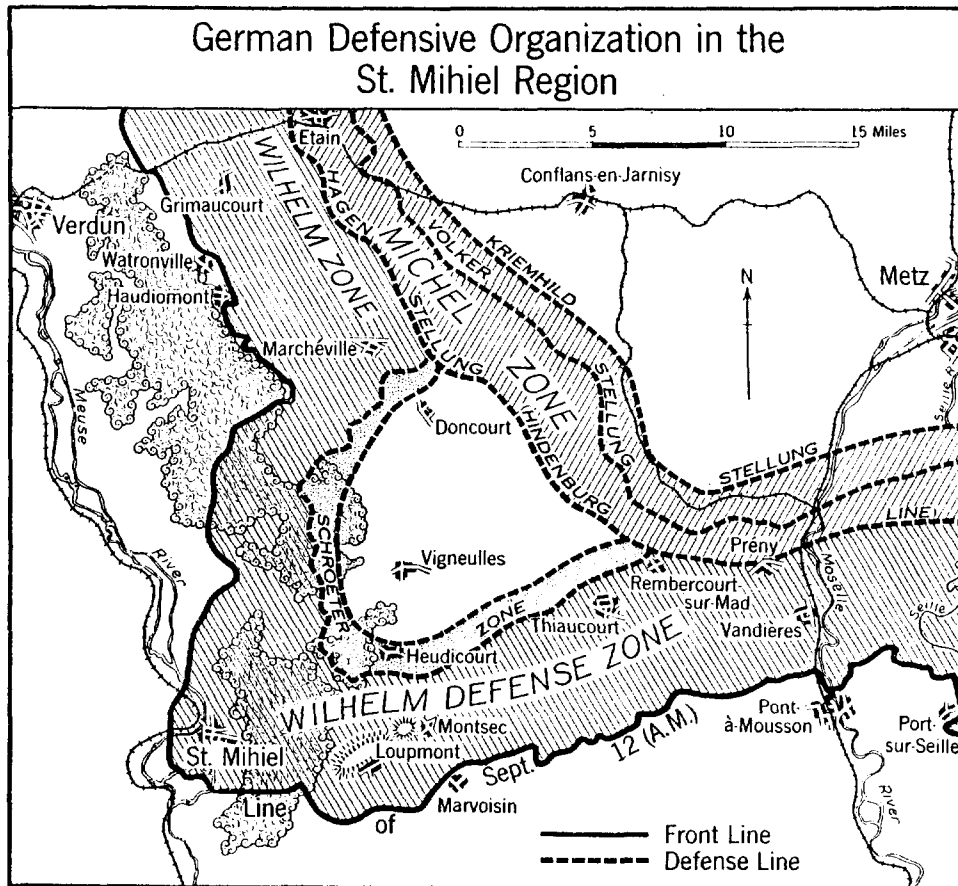 German Defensive Organization in the
St. Mihiel Region
0 5 10 15 Miles
Etain
Conflans-en-Jarnisy
Grimaucourt
WILHELM ZONE
HAGEN
STELLUNG
MICHEL
ZONE
VOLKER
STELLUNG
KRIEMHILD
STELLUNG
Verdun
Watronville
Haudiomont
N
Metz
Marchéville
Meuse
River
Doncourt
HINDENBURG
LINE
Seille R
SCHROETER
ZONE
Vigneulles
Prény
Rembercourt-
sur-Mad
Moselle
River
Seille
Thiaucourt
Vandières
Heudicourt
WILHELM DEFENSE ZONE
Montsec
Loupmont
St. Mihiel
Pont-
à-Mousson
Port-
sur-Seille
Marvoisin
Line of Sept. 12 (A.M.)
Front Line
Defense Line